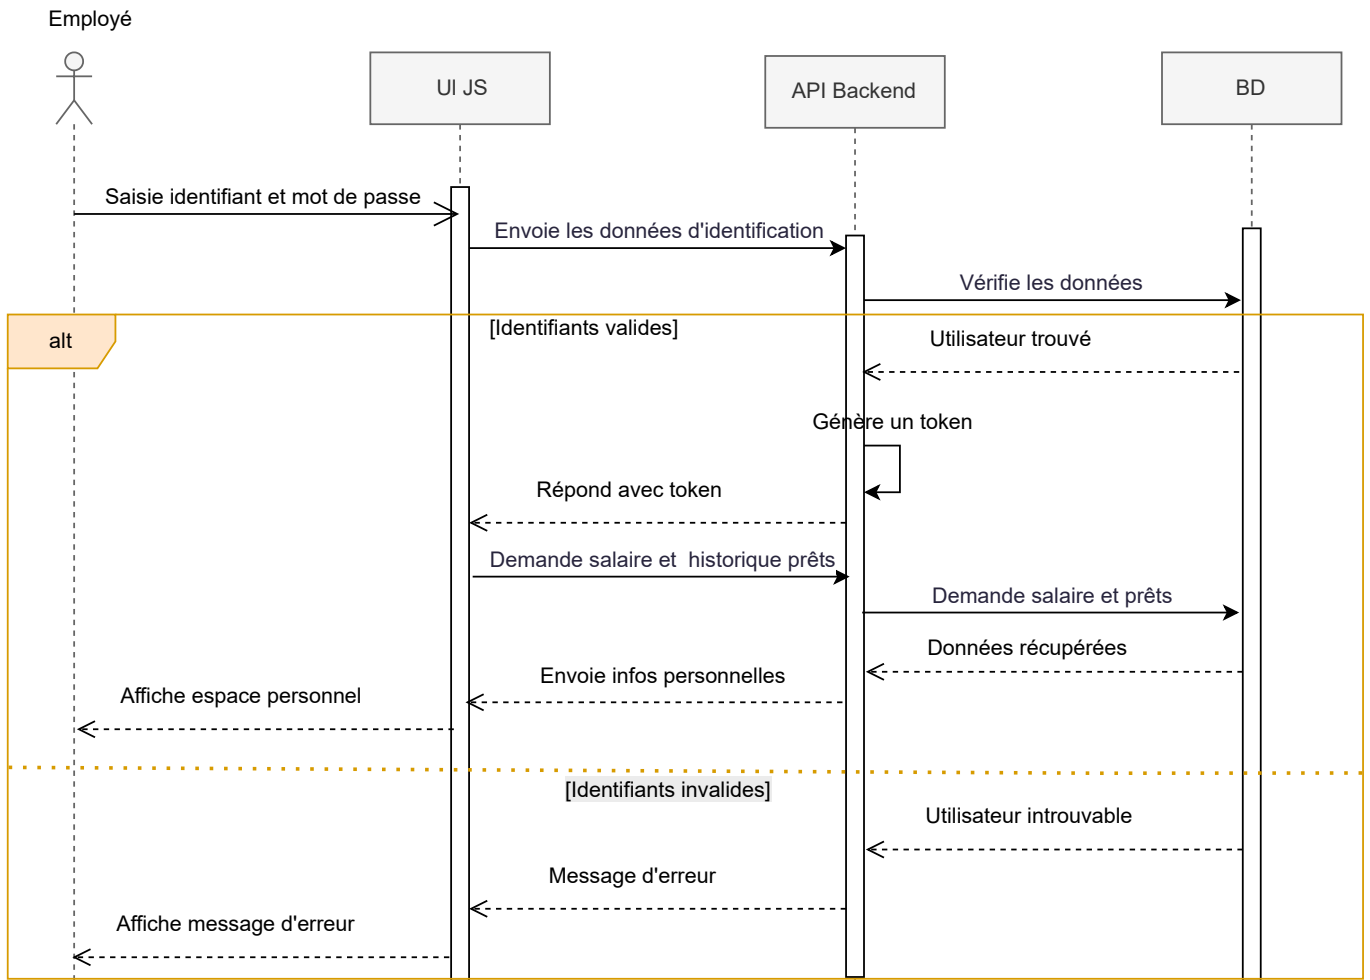 Employé
UI JS
API Backend
BD
Saisie identifiant et mot de passe
Envoie les données d'identification
Vérifie les données
alt
[Identifiants valides]
Utilisateur trouvé
Génère un token
Répond avec token
Demande salaire et  historique prêts
Demande salaire et prêts
Données récupérées
Envoie infos personnelles
Affiche espace personnel
[Identifiants invalides]
Utilisateur introuvable
Message d'erreur
Affiche message d'erreur